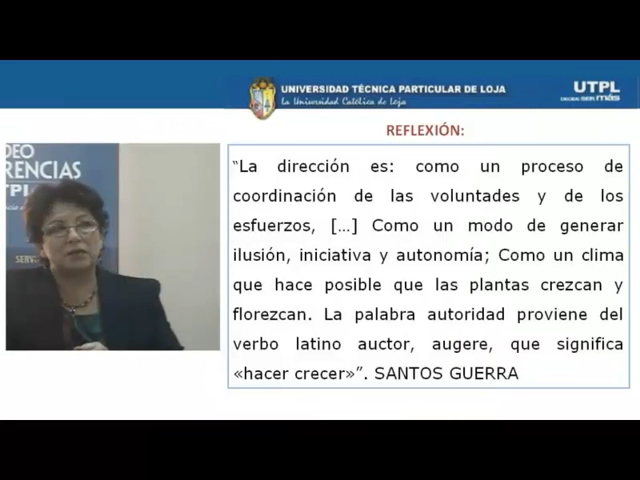 UNIVERSIDAD TÉCNICA PARTICULAR DE LOJA
La Universidad Católica de Loja
UTPL
REFLEXIÓN:
DEO
RENCIAS
TPL
SERV
“La dirección es: como un proceso de
coordinación de las voluntades y de los
esfuerzos, […] Como un modo de generar
ilusión, iniciativa y autonomía; Como un clima
que hace posible que las plantas crezcan y
florezcan. La palabra autoridad proviene del
verbo latino auctor, augere, que significa
«hacer crecer»”. SANTOS GUERRA